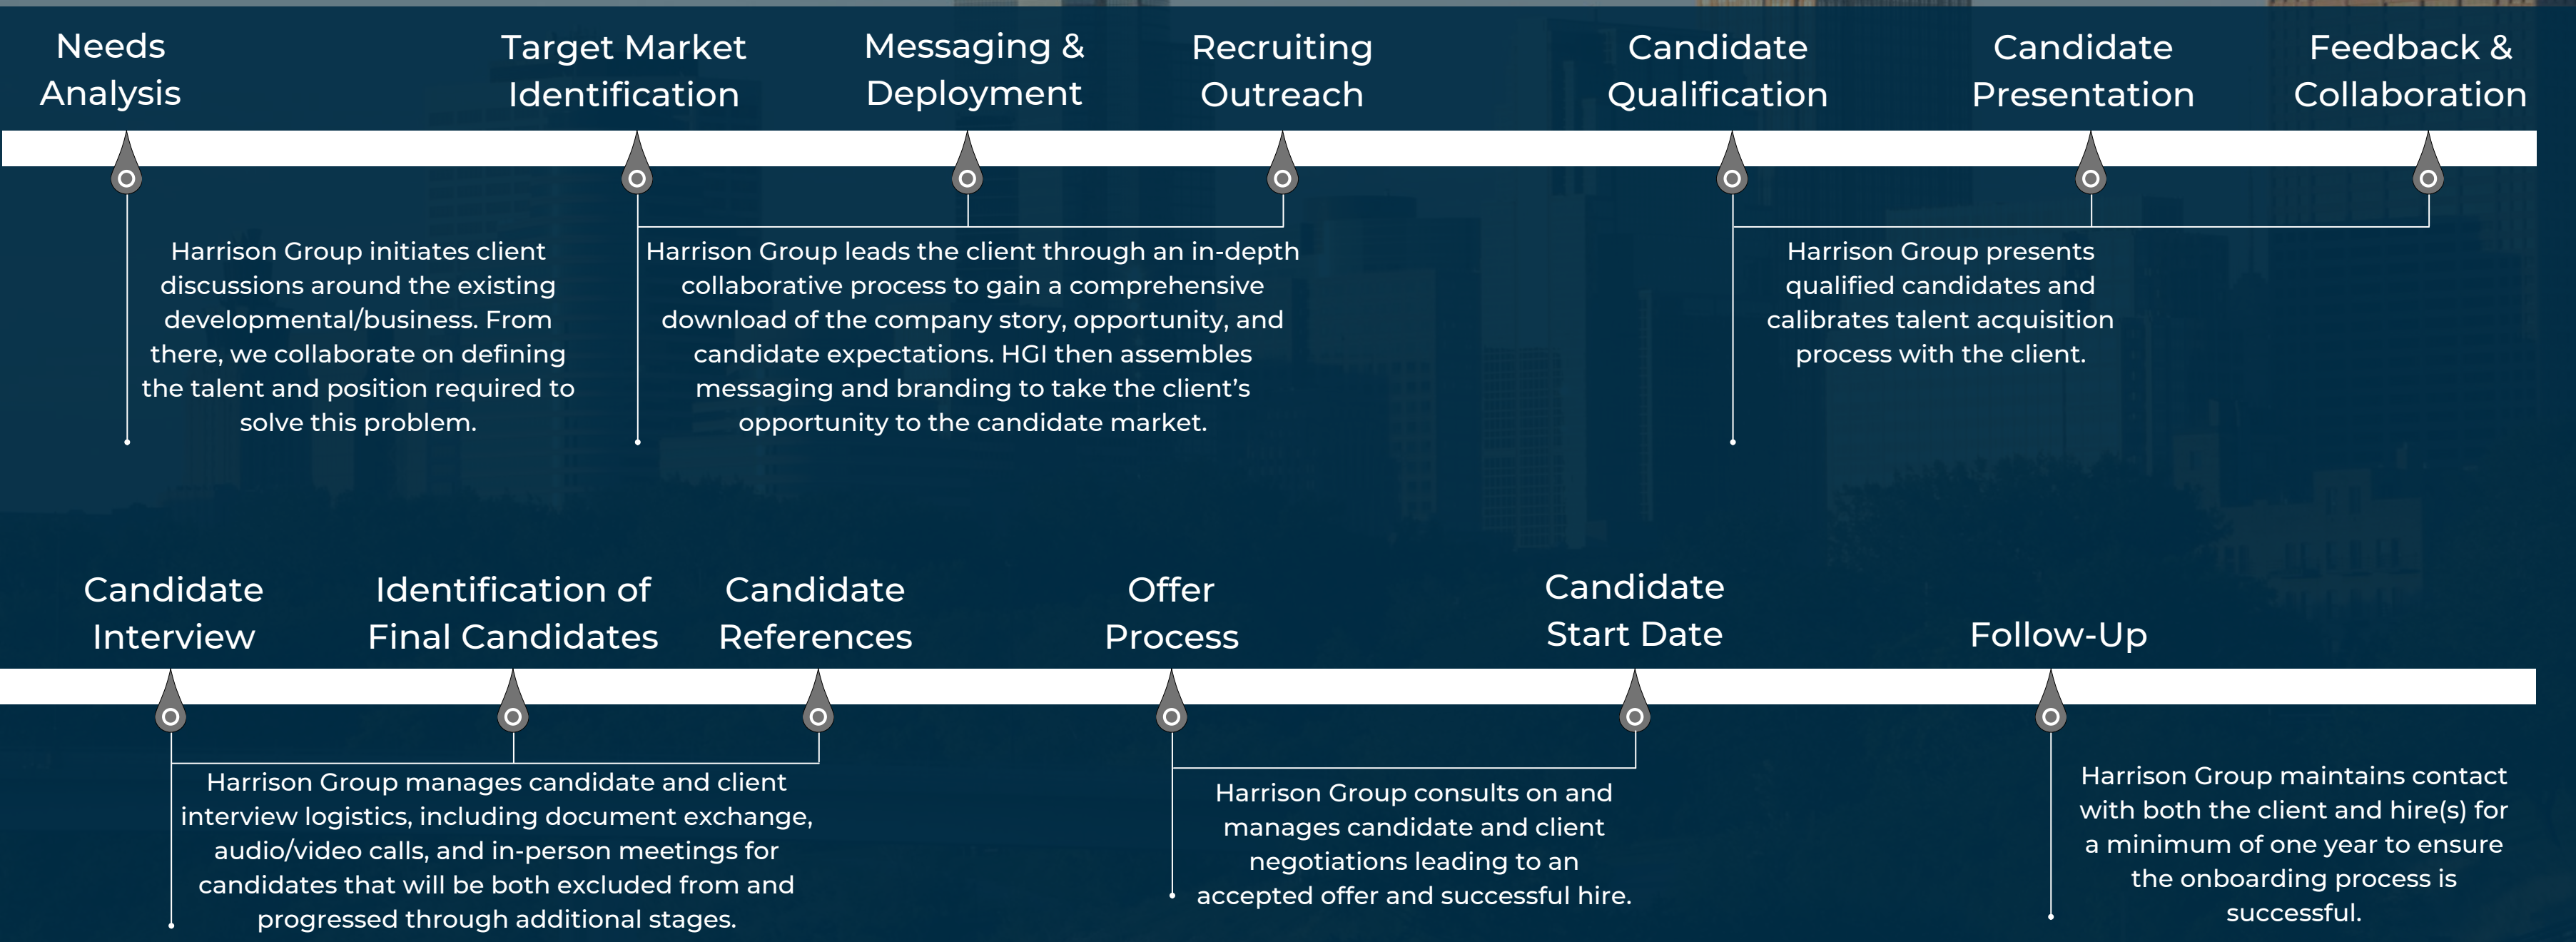 Needs
Analysis
Target Market
Identification
Messaging &
Deployment
Recruiting
Outreach
Candidate
Qualification
Candidate
Presentation
Feedback &
Collaboration
Harrison Group initiates client
discussions around the existing
developmental/business. From
there, we collaborate on defining
the talent and position required to
solve this problem.
Harrison Group leads the client through an in-depth
collaborative process to gain a comprehensive
download of the company story, opportunity, and
candidate expectations. HGI then assembles
messaging and branding to take the client’s
opportunity to the candidate market.
Harrison Group presents
qualified candidates and
calibrates talent acquisition
process with the client.
Candidate
Interview
Identification of
Final Candidates
Candidate
References
Offer
Process
Candidate
Start Date
Follow-Up
Harrison Group manages candidate and client
interview logistics, including document exchange,
audio/video calls, and in-person meetings for
candidates that will be both excluded from and
progressed through additional stages.
Harrison Group consults on and
manages candidate and client
negotiations leading to an
accepted offer and successful hire.
Harrison Group maintains contact
with both the client and hire(s) for
a minimum of one year to ensure
the onboarding process is
successful.